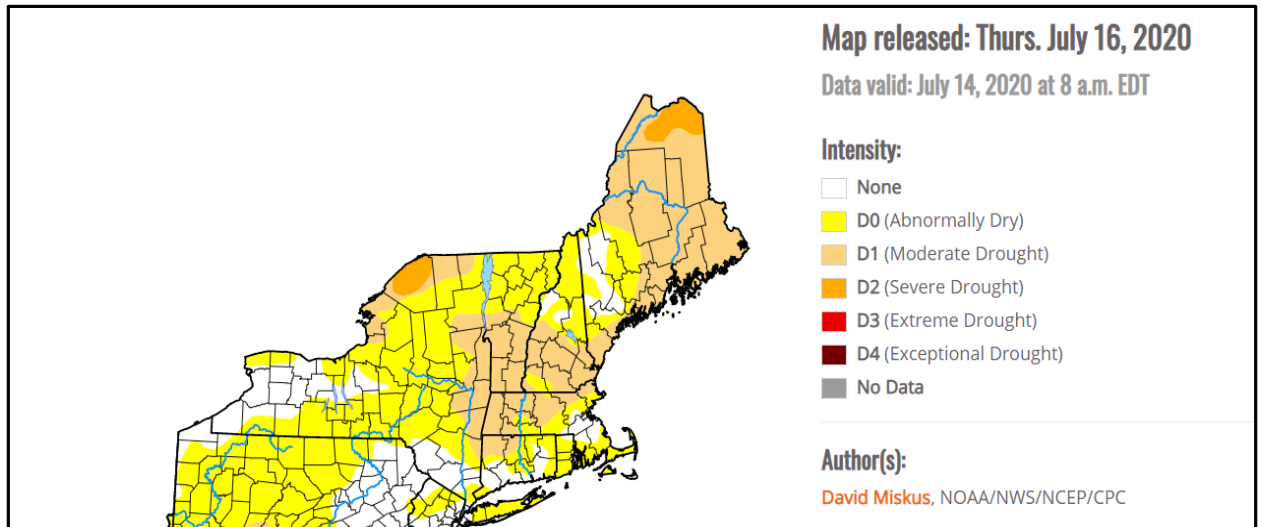 Map released: Thurs. July 16, 2020
Data valid: July 14, 2020 at 8 a.m. EDT
Intensity:
None
D0 (Abnormally Dry)
D1 (Moderate Drought)
D2 (Severe Drought)
D3 (Extreme Drought)
D4 (Exceptional Drought)
No Data
Author(s):
David Miskus, NOAA/NWS/NCEP/CPC